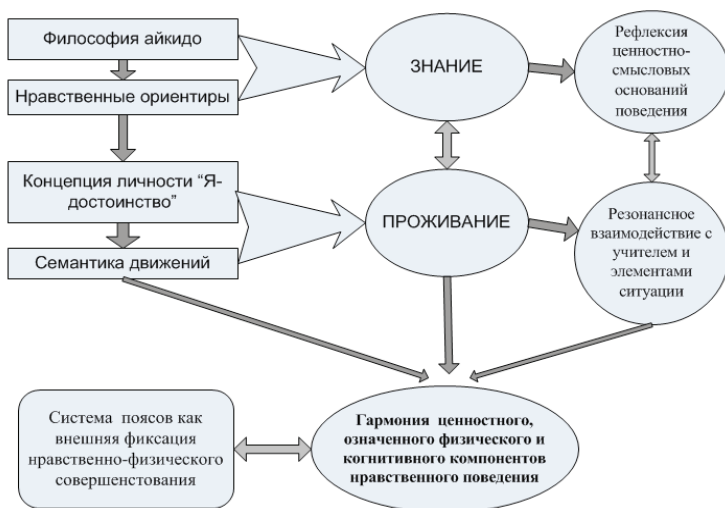 Философия айкидо
Нравственные ориентиры
Концепция личности “Я-
достоинство”
Семантика движений
ЗНАНИЕ
ПРОЖИВАНИЕ
Рефлексия
ценностно-
смысловых
оснований
поведения
Резонансное
взаимодействие с
учителем и
элементами
ситуации
Система поясов как
внешняя фиксация
нравственно-физического
совершенстования
Гармония ценностного,
означенного физического и
когнитивного компонентов
нравственного поведения